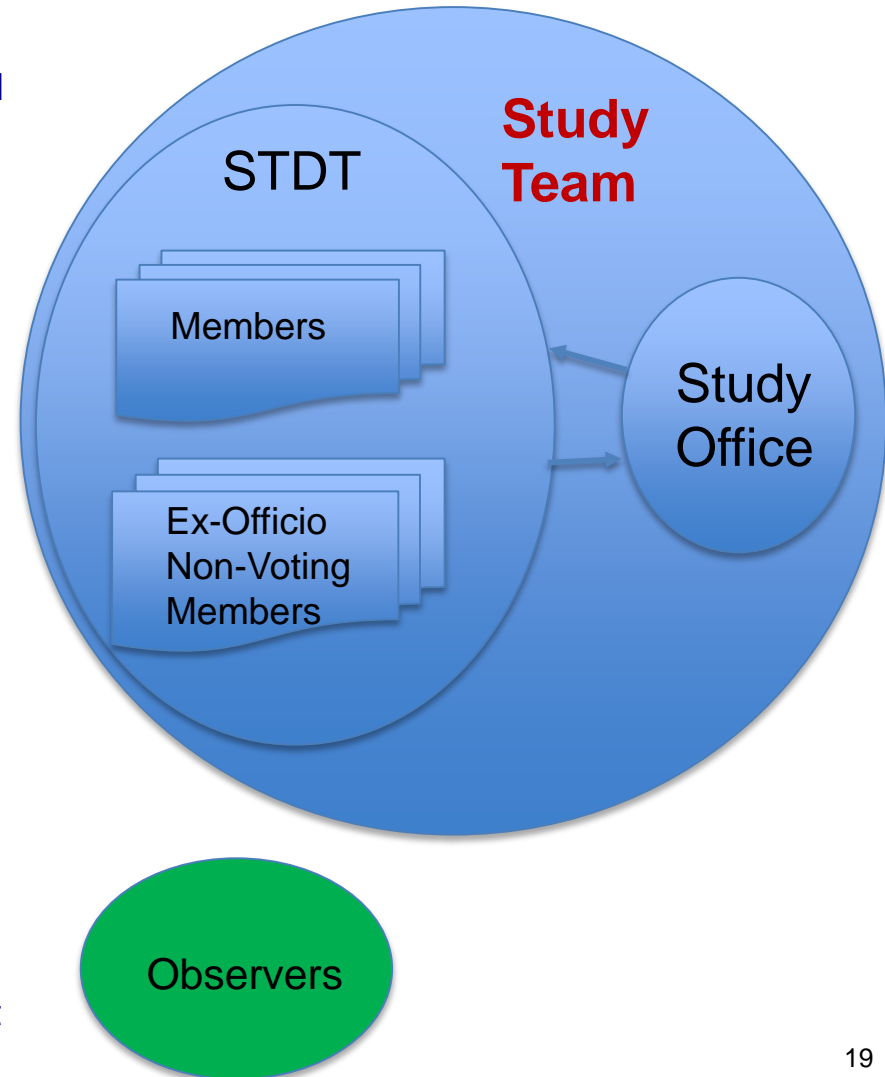 Study
Team
STDT
Members
Ex-Officio
Non-Voting
Members
Study
Office
Observers
19